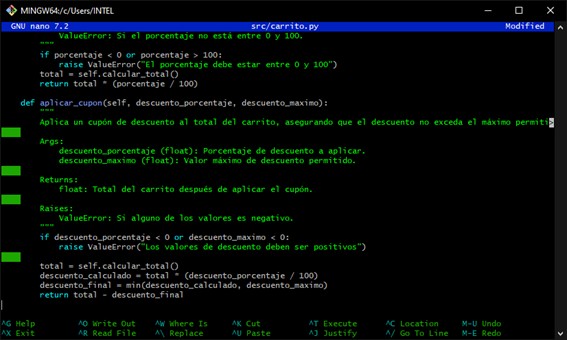 MINGW64:/c/Users/INTEL
GNU nano 7.2 src/carrito.py Modified
ValueError: Si el porcentaje no está entre 0 y 100.
"""
if porcentaje < 0 or porcentaje > 100:
raise ValueError("El porcentaje debe estar entre 0 y 100")
total = self.calcular_total()
return total * (porcentaje / 100)
def aplicar_cupon(self, descuento_porcentaje, descuento_maximo):
"""
Aplica un cupón de descuento al total del carrito, asegurando que el descuento no exceda el máximo permiti>
Args:
descuento_porcentaje (float): Porcentaje de descuento a aplicar.
descuento_maximo (float): Valor máximo de descuento permitido.
Returns:
float: Total del carrito después de aplicar el cupón.
Raises:
ValueError: Si alguno de los valores es negativo.
"""
if descuento_porcentaje < 0 or descuento_maximo < 0:
raise ValueError("Los valores de descuento deben ser positivos")
total = self.calcular_total()
descuento_calculado = total * (descuento_porcentaje / 100)
descuento_final = min(descuento_calculado, descuento_maximo)
return total - descuento_final
^G Help ^O Write Out ^W Where Is ^K Cut ^T Execute ^C Location M-U Undo
^X Exit ^R Read File ^\ Replace ^U Paste ^J Justify ^/ Go To Line M-E Redo